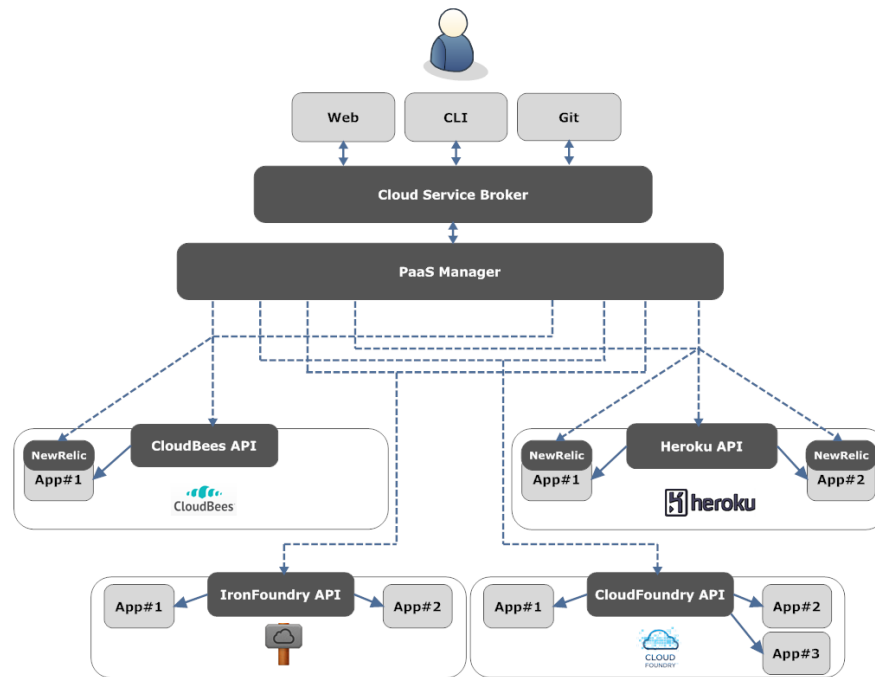 Web
CLI
Git
Cloud Service Broker
PaaS Manager
NewRelic
App#1
CloudBees API
CloudBees
NewRelic
App#1
Heroku API
NewRelic
App#2
heroku
App#1
IronFoundry API
App#2
App#1
CloudFoundry API
App#2
App#3
CLOUD
FOUNDRY